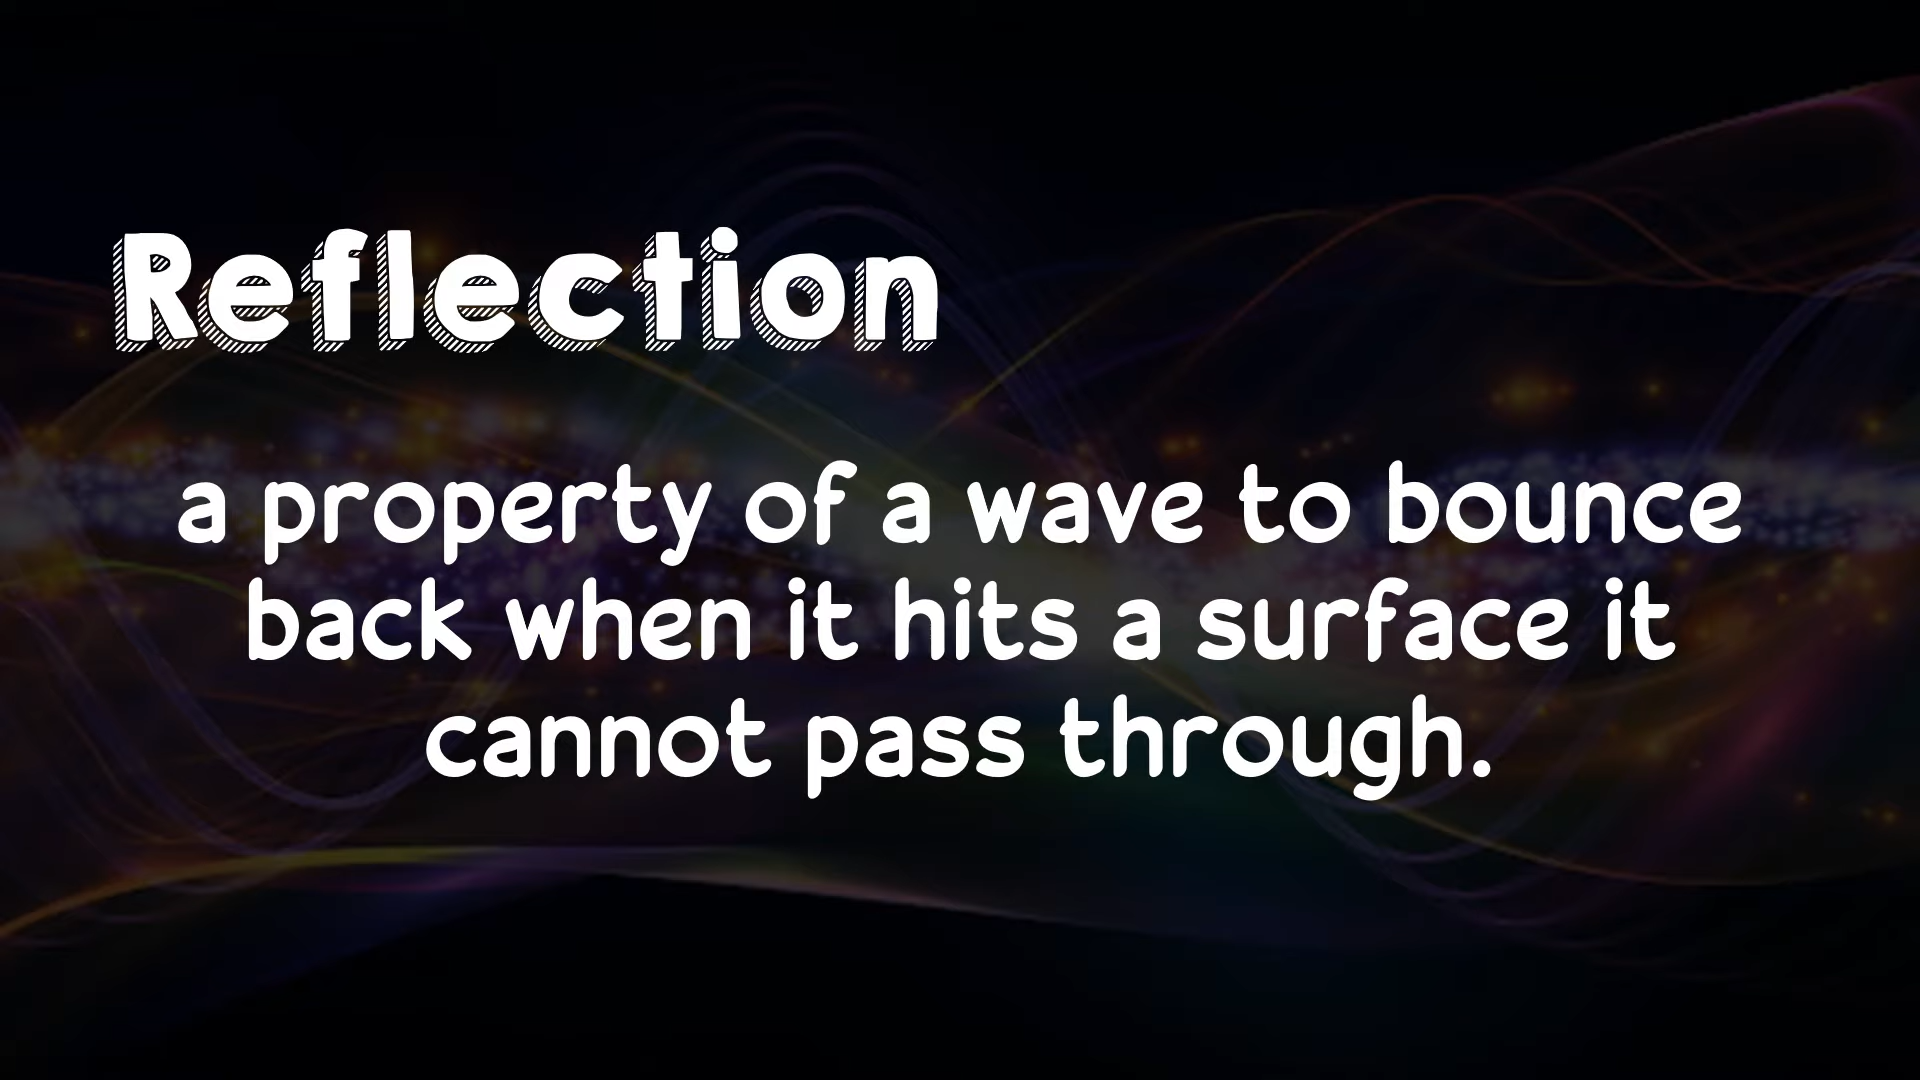 Reflection
a property of a wave to bounce
back when it hits a surface it
cannot pass through.